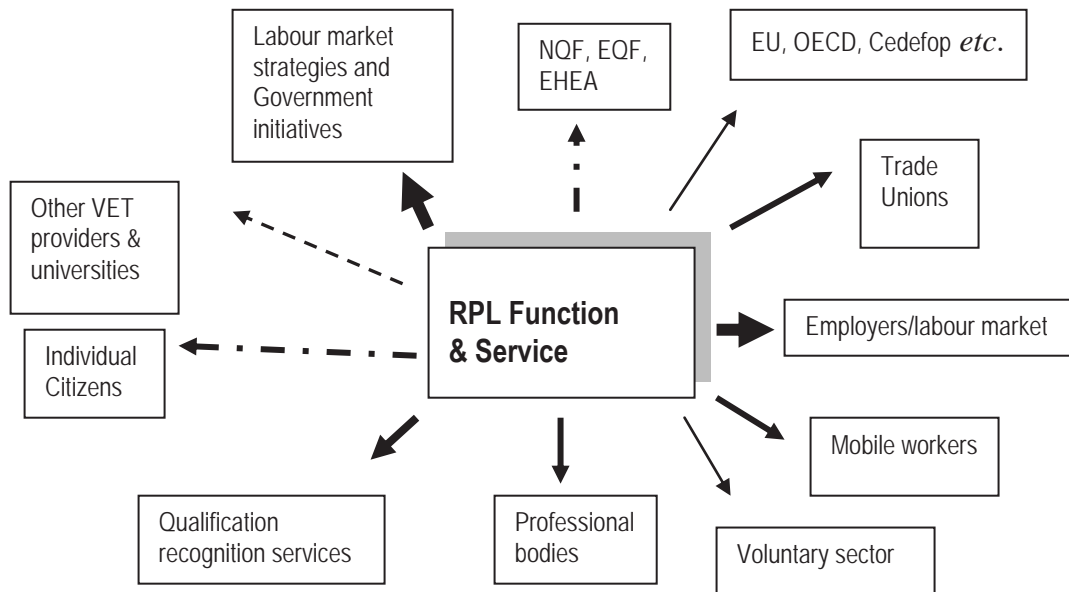 Labour market
strategies and
Government
initiatives
NQF, EQF,
EHEA
EU, OECD, Cedefop etc.
Trade
Unions
Other VET
providers &
universities
RPL Function
& Service
Employers/labour market
Individual
Citizens
Mobile workers
Qualification
recognition services
Professional
bodies
Voluntary sector